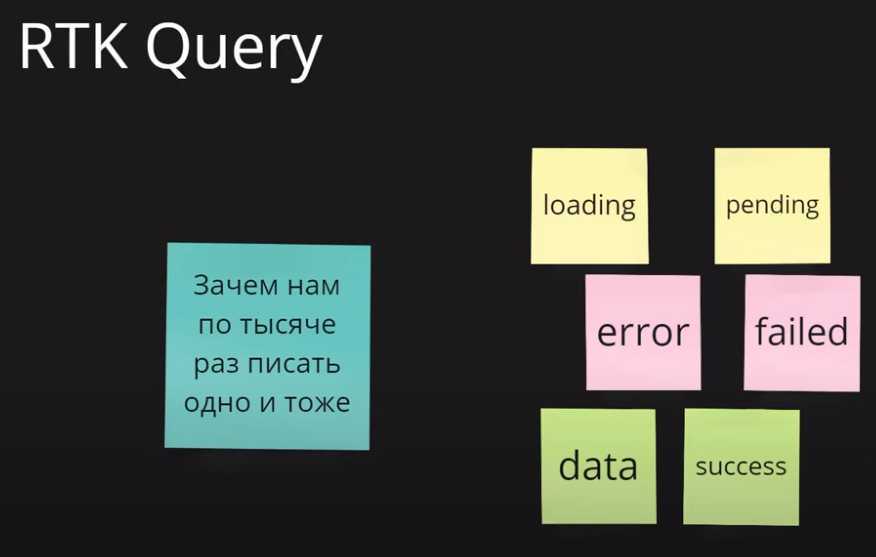 RTK Query
Зачем нам
по тысяче
раз писать
одно и тоже
loading
pending
error
failed
data
success